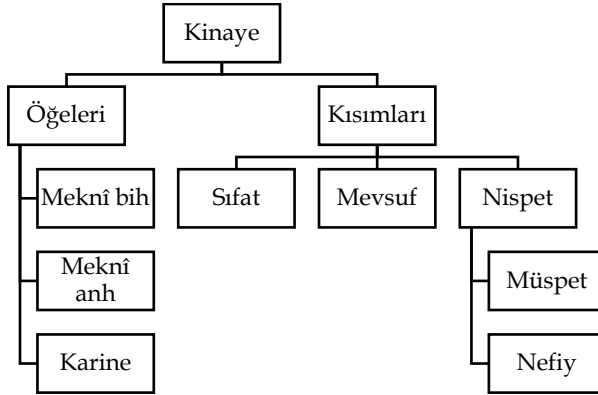 Kinaye
Öğeleri
Kısımları
Meknî bih
Sıfat
Mevsuf
Nispet
Meknî
anh
Müspet
Karine
Nefiy